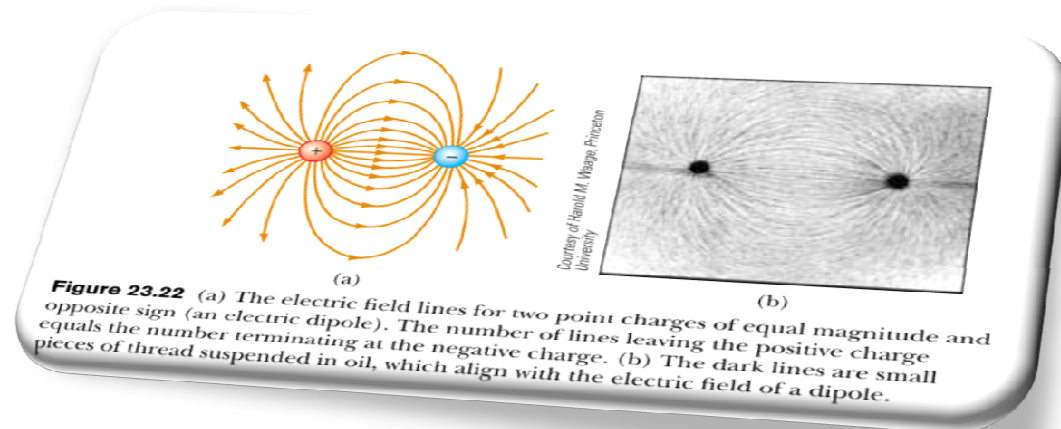 +
−
Courtesy of Harold M. Waage, Princeton
University
(a)
(b)
Figure 23.22 (a) The electric field lines for two point charges of equal magnitude and
opposite sign (an electric dipole). The number of lines leaving the positive charge
equals the number terminating at the negative charge. (b) The dark lines are small
pieces of thread suspended in oil, which align with the electric field of a dipole.